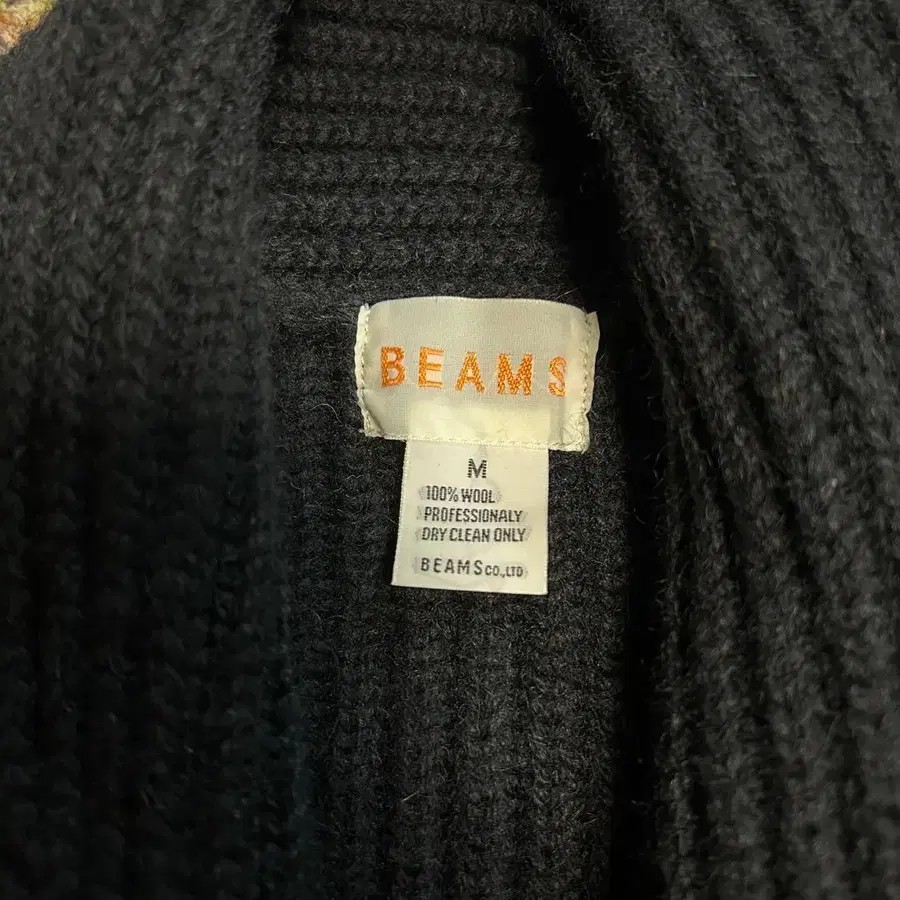 BEAMS
M
100% WOOL
PROFESSIONALY
DRY CLEAN ONLY
BEAMS CO.,LTD